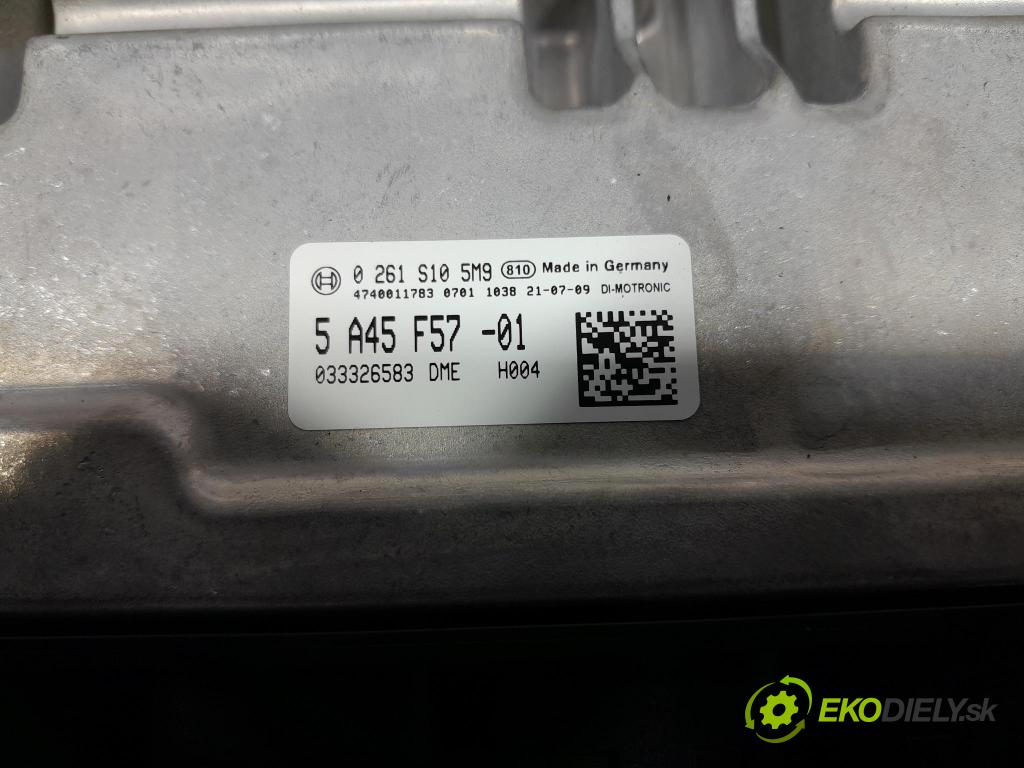 0 261 S10 5M9 810 Made in Germany
4740011783 0701 1038 21-07-09 DI-MOTRONIC
5 A45 F57 -01
033326583 DME H004
EKODIELY.sk